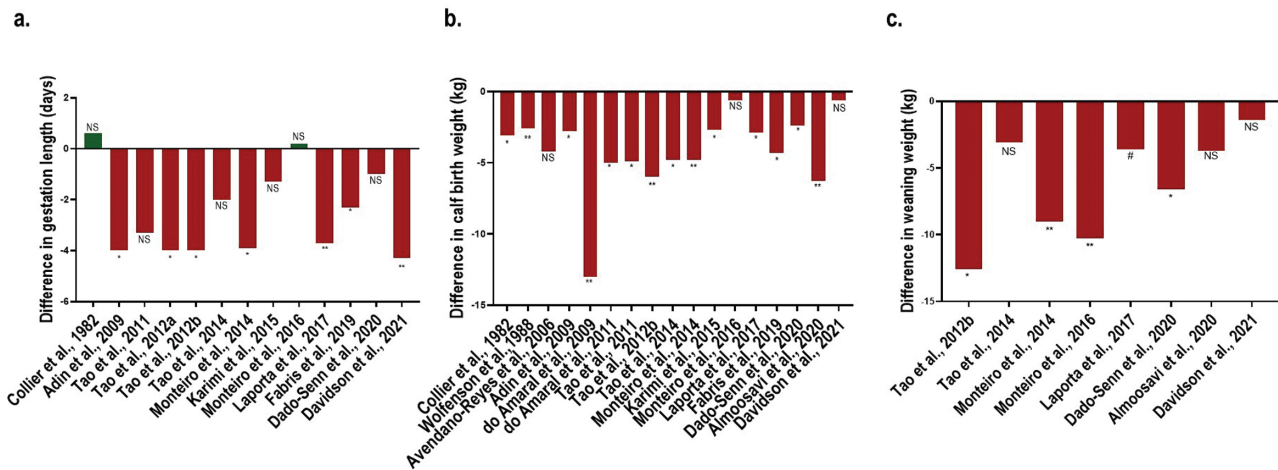 a.
Difference in gestation length (days)
2
0
-2
-4
-6
NS
*
NS
*
*
NS
*
NS
NS
**
*
NS
**
Collier et al., 1982
Adin et al., 2009
Tao et al., 2011
Tao et al., 2012a
Tao et al., 2012b
Tao et al., 2014
Monteiro et al., 2014
Karimi et al., 2015
Monteiro et al., 2016
Laporta et al., 2017
Fabris et al., 2019
Dado-Senn et al., 2020
Davidson et al., 2021
b.
Difference in calf birth weight (kg)
0
-5
-10
-15
*
**
NS
*
**
*
*
**
*
**
*
NS
*
*
*
**
NS
Collier et al., 1982
Wolfenson et al., 1988
Avendano-Reyes et al., 2006
Adin et al., 2009
do Amaral et al., 2009
do Amaral et al., 2011
Tao et al., 2011
Tao et al., 2012b
Tao et al., 2014
Monteiro et al., 2014
Karimi et al., 2015
Monteiro et al., 2016
Laporta et al., 2017
Fabris et al., 2019
Dado-Senn et al., 2020
Almoosavi et al., 2020
Davidson et al., 2021
c.
Difference in weaning weight (kg)
0
-5
-10
-15
*
NS
**
**
#
*
NS
NS
Tao et al., 2012b
Tao et al., 2014
Monteiro et al., 2014
Monteiro et al., 2016
Laporta et al., 2017
Dado-Senn et al., 2020
Almoosavi et al., 2020
Davidson et al., 2021